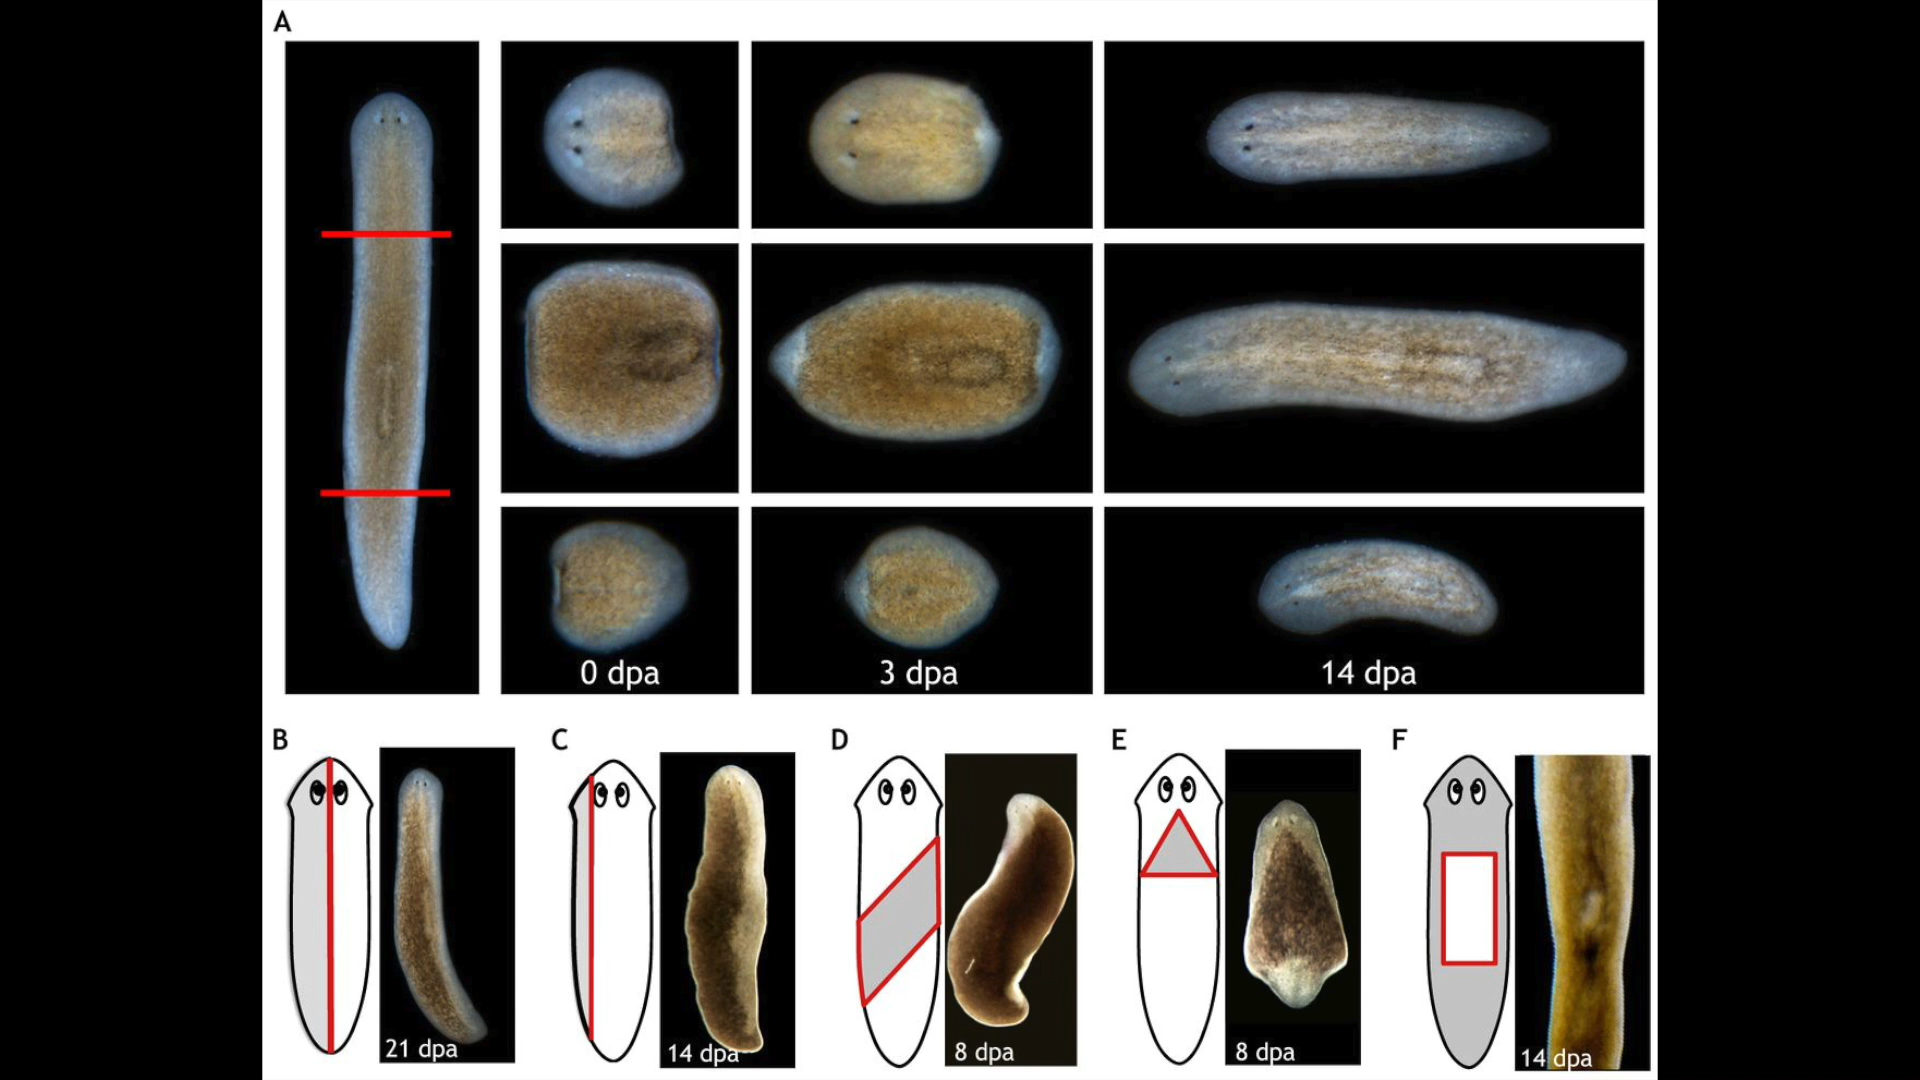 A
0 dpa
3 dpa
14 dpa
B
C
D
E
F
21 dpa
14 dpa
8 dpa
8 dpa
14 dpa